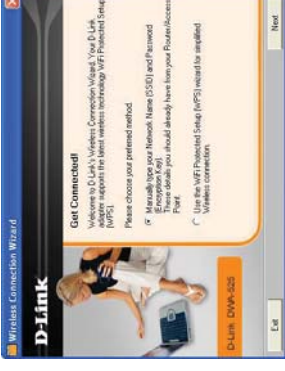 Wireless Connection Wizard
D-Link
Get Connected!
Welcome to D-Link's Wireless Connection Wizard. Your D-Link
adapter supports the latest wireless technology WiFi Protected Setup
(WPS).
Please choose your preferred method.
Manually type your Network Name (SSID) and Password
(Encryption Key).
These details you should already have from your Router/Access
Point.
Use the WiFi Protected Setup (WPS) wizard for simplified
Wireless connection.
D-Link DWA-525
Exit
Next